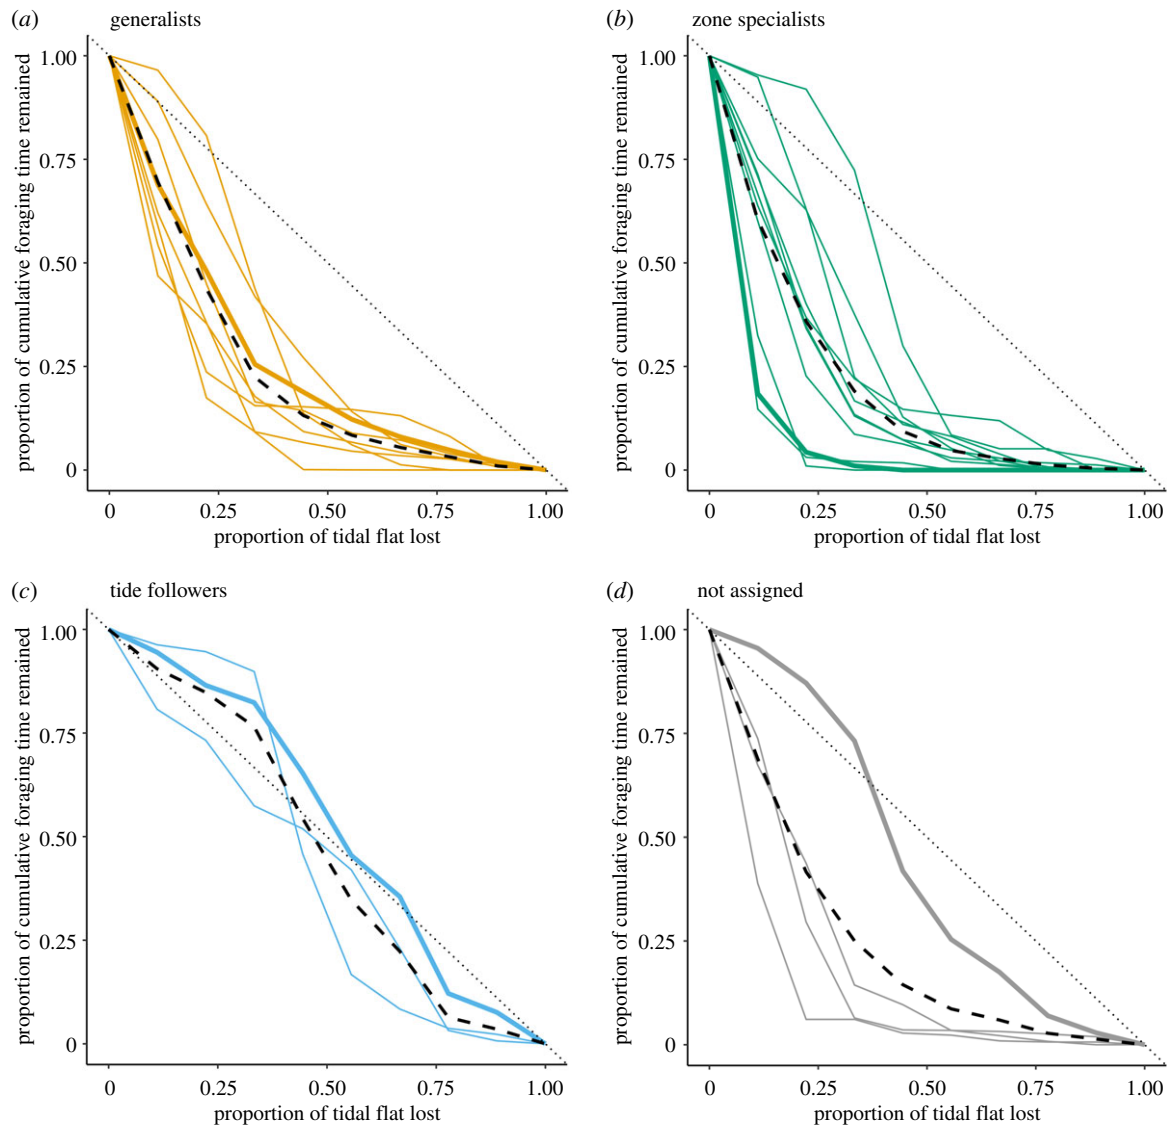 (a) generalists
proportion of cumulative foraging time remained
1.00
0.75
0.50
0.25
0
0 0.25 0.50 0.75 1.00
proportion of tidal flat lost
(b) zone specialists
proportion of cumulative foraging time remained
1.00
0.75
0.50
0.25
0
0 0.25 0.50 0.75 1.00
proportion of tidal flat lost
(c) tide followers
proportion of cumulative foraging time remained
1.00
0.75
0.50
0.25
0
0 0.25 0.50 0.75 1.00
proportion of tidal flat lost
(d) not assigned
proportion of cumulative foraging time remained
1.00
0.75
0.50
0.25
0
0 0.25 0.50 0.75 1.00
proportion of tidal flat lost